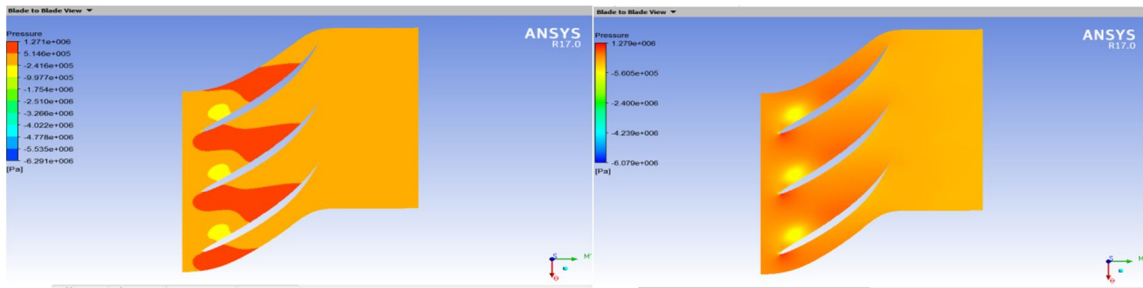 Blade to Blade View
Pressure
1.271e+006
5.146e+005
-2.416e+005
-9.977e+005
-1.754e+006
-2.510e+006
-3.266e+006
-4.022e+006
-4.778e+006
-5.535e+006
-6.291e+006
[Pa]
ANSYS
R17.0
M'
S
Θ
Blade to Blade View
Pressure
1.279e+006
-5.605e+005
-2.400e+006
-4.239e+006
-6.079e+006
[Pa]
ANSYS
R17.0
M'
S
Θ